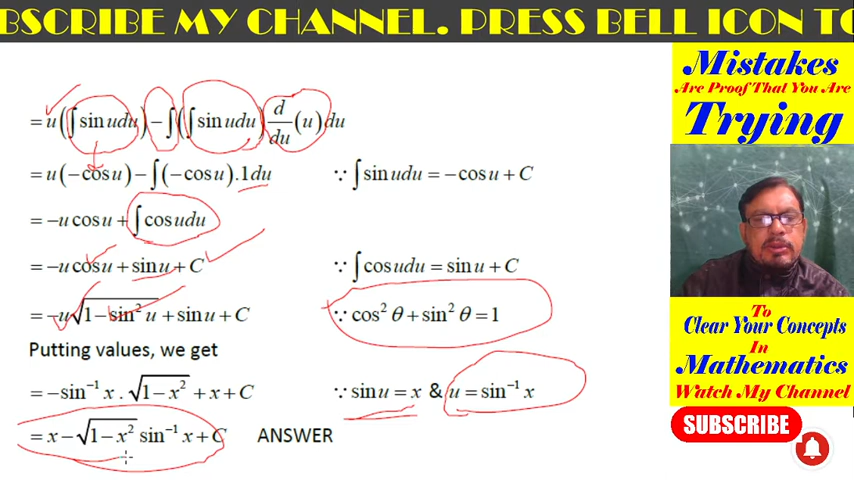 BSCRIBE MY CHANNEL. PRESS BELL ICON TO
= u(∫sin udu) − ∫(∫sin udu) d/du (u) du
= u(−cos u) − ∫(−cos u).1du ∵ ∫sin udu = −cos u + C
= −u cos u + ∫cos udu
= −u cos u + sin u + C ∵ ∫cos udu = sin u + C
= −u√(1−sin² u) + sin u + C ∵ cos² θ + sin² θ = 1
Putting values, we get
= −sin⁻¹ x . √(1−x²) + x + C ∵ sin u = x & u = sin⁻¹ x
= x − √(1−x²) sin⁻¹ x + C ANSWER
Mistakes
Are Proof That You Are
Trying
To
Clear Your Concepts
In
Mathematics
Watch My Channel
SUBSCRIBE